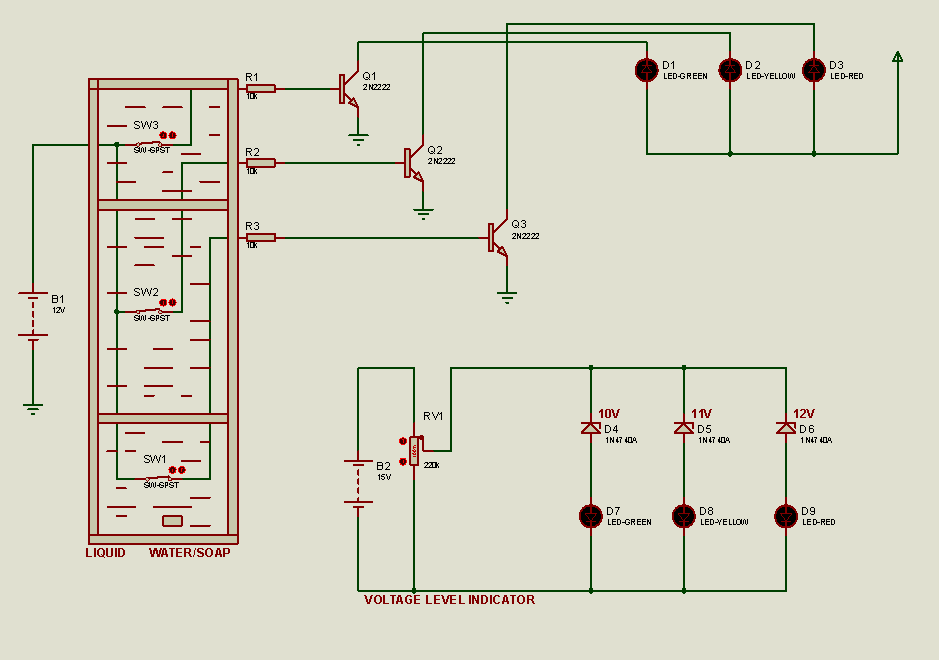 R1
10k
Q1
2N2222
D1
LED-GREEN
D2
LED-YELLOW
D3
LED-RED
SW3
SW-SPST
R2
10k
Q2
2N2222
R3
10k
Q3
2N2222
B1
12V
SW2
SW-SPST
SW1
SW-SPST
LIQUID WATER/SOAP
RV1
220k
B2
15V
10V
D4
1N4740A
11V
D5
1N4740A
12V
D6
1N4740A
D7
LED-GREEN
D8
LED-YELLOW
D9
LED-RED
VOLTAGE LEVEL INDICATOR